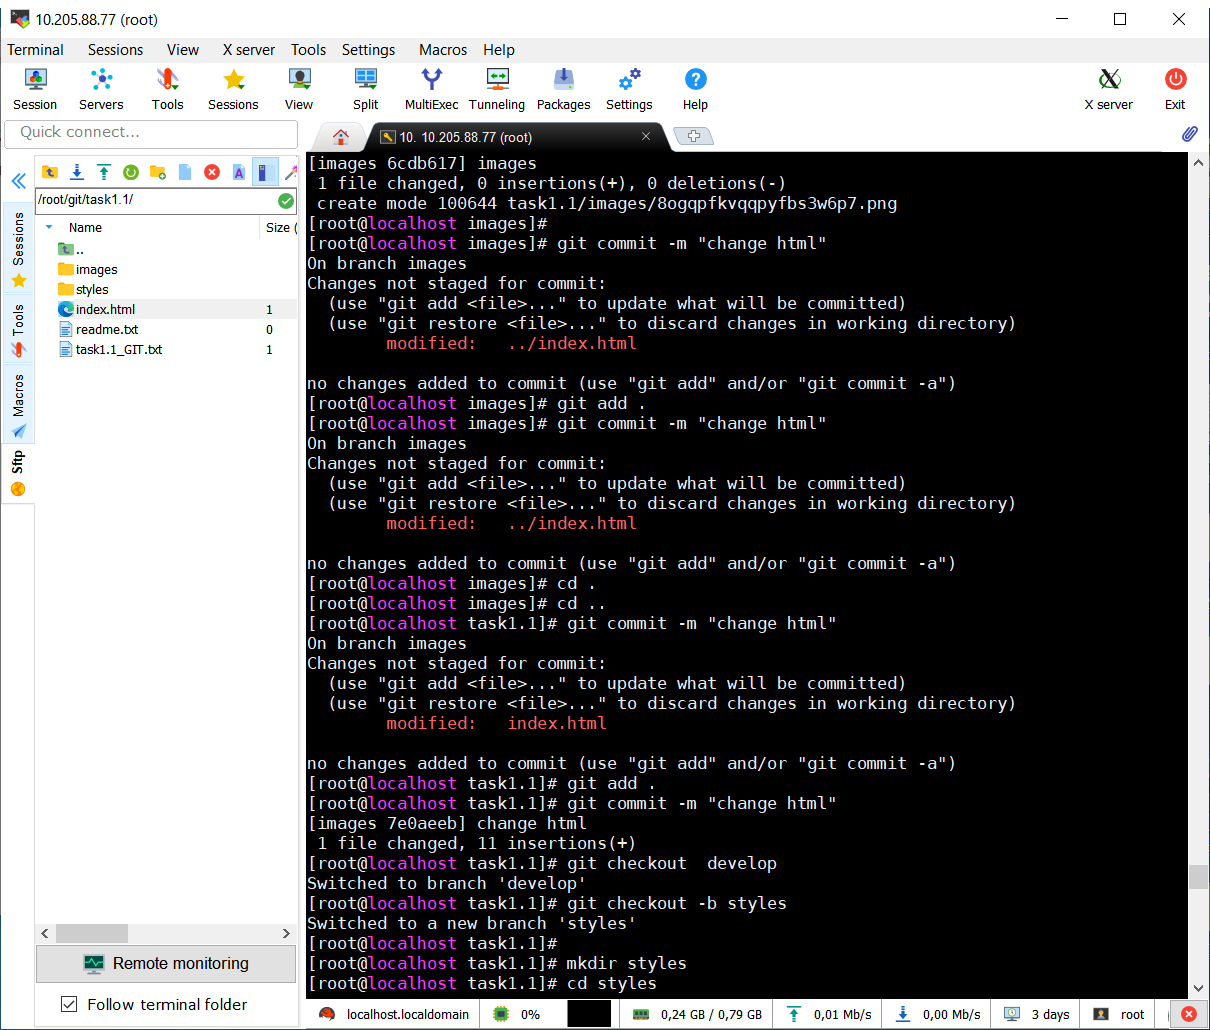 10.205.88.77 (root)
Terminal Sessions View X server Tools Settings Macros Help
Session Servers Tools Sessions View Split MultiExec Tunneling Packages Settings Help X server Exit
Quick connect...
10. 10.205.88.77 (root)
/root/git/task1.1/
Name Size (
..
images
styles
index.html 1
readme.txt 0
task1.1_GIT.txt 1
Sessions
Tools
Macros
Sftp
[images 6cdb617] images
1 file changed, 0 insertions(+), 0 deletions(-)
create mode 100644 task1.1/images/8ogqpfkvqqpyfbs3w6p7.png
[root@localhost images]#
[root@localhost images]# git commit -m "change html"
On branch images
Changes not staged for commit:
(use "git add <file>..." to update what will be committed)
(use "git restore <file>..." to discard changes in working directory)
modified: ../index.html
no changes added to commit (use "git add" and/or "git commit -a")
[root@localhost images]# git add .
[root@localhost images]# git commit -m "change html"
On branch images
Changes not staged for commit:
(use "git add <file>..." to update what will be committed)
(use "git restore <file>..." to discard changes in working directory)
modified: ../index.html
no changes added to commit (use "git add" and/or "git commit -a")
[root@localhost images]# cd .
[root@localhost images]# cd ..
[root@localhost task1.1]# git commit -m "change html"
On branch images
Changes not staged for commit:
(use "git add <file>..." to update what will be committed)
(use "git restore <file>..." to discard changes in working directory)
modified: index.html
no changes added to commit (use "git add" and/or "git commit -a")
[root@localhost task1.1]# git add .
[root@localhost task1.1]# git commit -m "change html"
[images 7e0aeeb] change html
1 file changed, 11 insertions(+)
[root@localhost task1.1]# git checkout  develop
Switched to branch 'develop'
[root@localhost task1.1]# git checkout -b styles
Switched to a new branch 'styles'
[root@localhost task1.1]#
[root@localhost task1.1]# mkdir styles
[root@localhost task1.1]# cd styles
Remote monitoring
Follow terminal folder
localhost.localdomain 0% 0,24 GB / 0,79 GB 0,01 Mb/s 0,00 Mb/s 3 days root